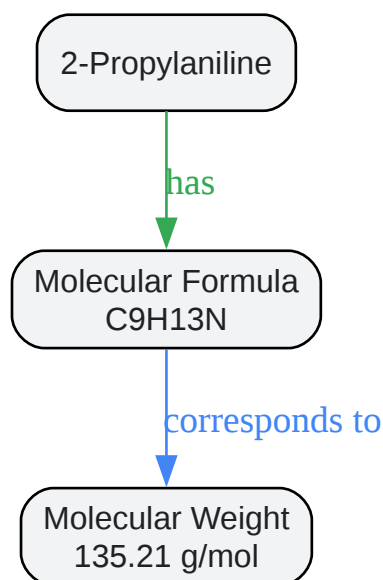 2-Propylaniline
has
Molecular Formula
C9H13N
corresponds to
Molecular Weight
135.21 g/mol